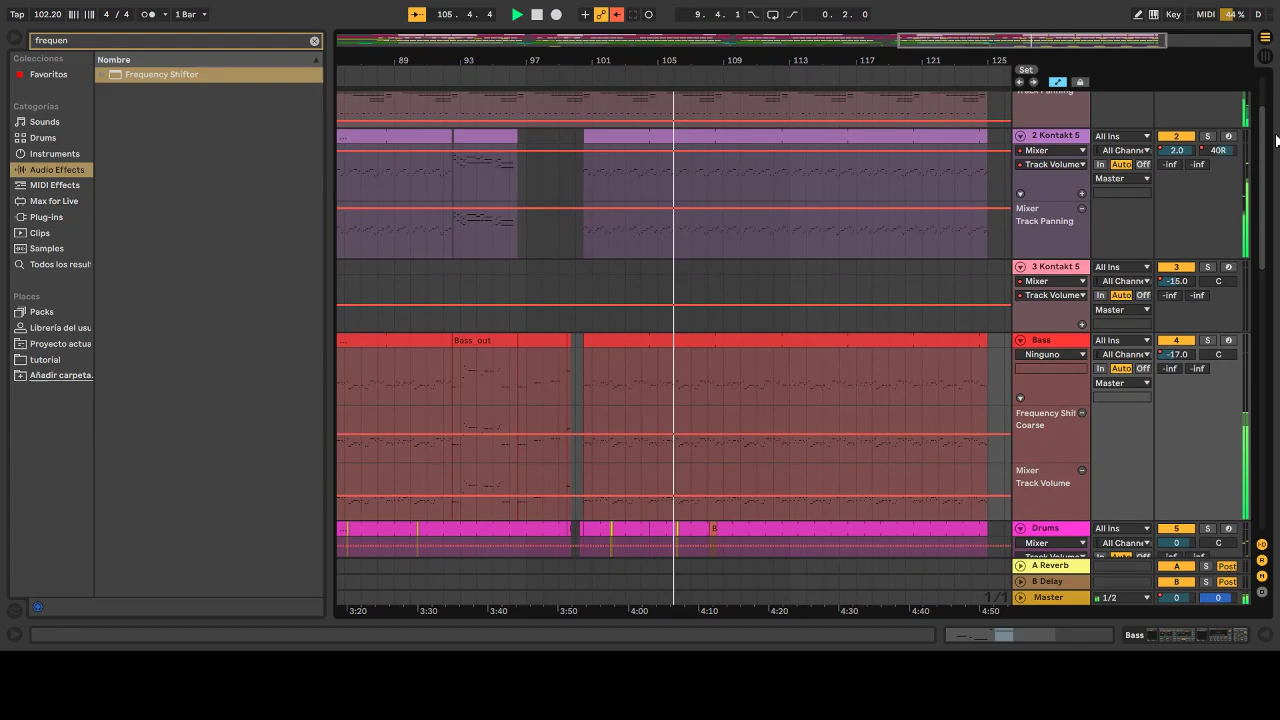 Tap 102.20 4 / 4 1 Bar 105. 4. 4 9. 4. 1 0. 2. 0 Key MIDI 44 % D
frequen
Colecciones
Favoritos
Categorías
Sounds
Drums
Instruments
Audio Effects
MIDI Effects
Max for Live
Plug-ins
Clips
Samples
Todos los resul
Places
Packs
Librería del usu
Proyecto actua
tutorial
Añadir carpeta.
Nombre
Frequency Shifter
89 93 97 101 105 109 113 117 121 125
Set
Track Panning
2 Kontakt 5 All Ins 2 S
Mixer All Channe 2.0 40R
Track Volume In Auto Off -inf -inf
Master
Mixer
Track Panning
3 Kontakt 5 All Ins 3 S
Mixer All Channe -15.0 C
Track Volume In Auto Off -inf -inf
Master
... Bass_out Bass All Ins 4 S
Ninguno All Channe -17.0 C
In Auto Off -inf -inf
Master
Frequency Shif
Coarse
Mixer
Track Volume
... B Drums All Ins 5 S
Mixer All Channe 0 C
Track Volume In Auto Off
A Reverb A S Post
B Delay B S Post
1/1 Master 1/2 0 0
3:20 3:30 3:40 3:50 4:00 4:10 4:20 4:30 4:40 4:50
Bass